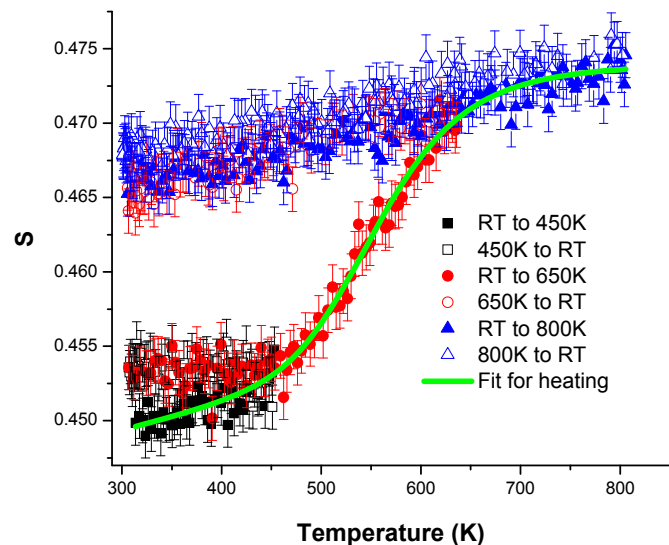 0.475
0.470
0.465
0.460
0.455
0.450
S
RT to 450K
450K to RT
RT to 650K
650K to RT
RT to 800K
800K to RT
Fit for heating
300 400 500 600 700 800
Temperature (K)